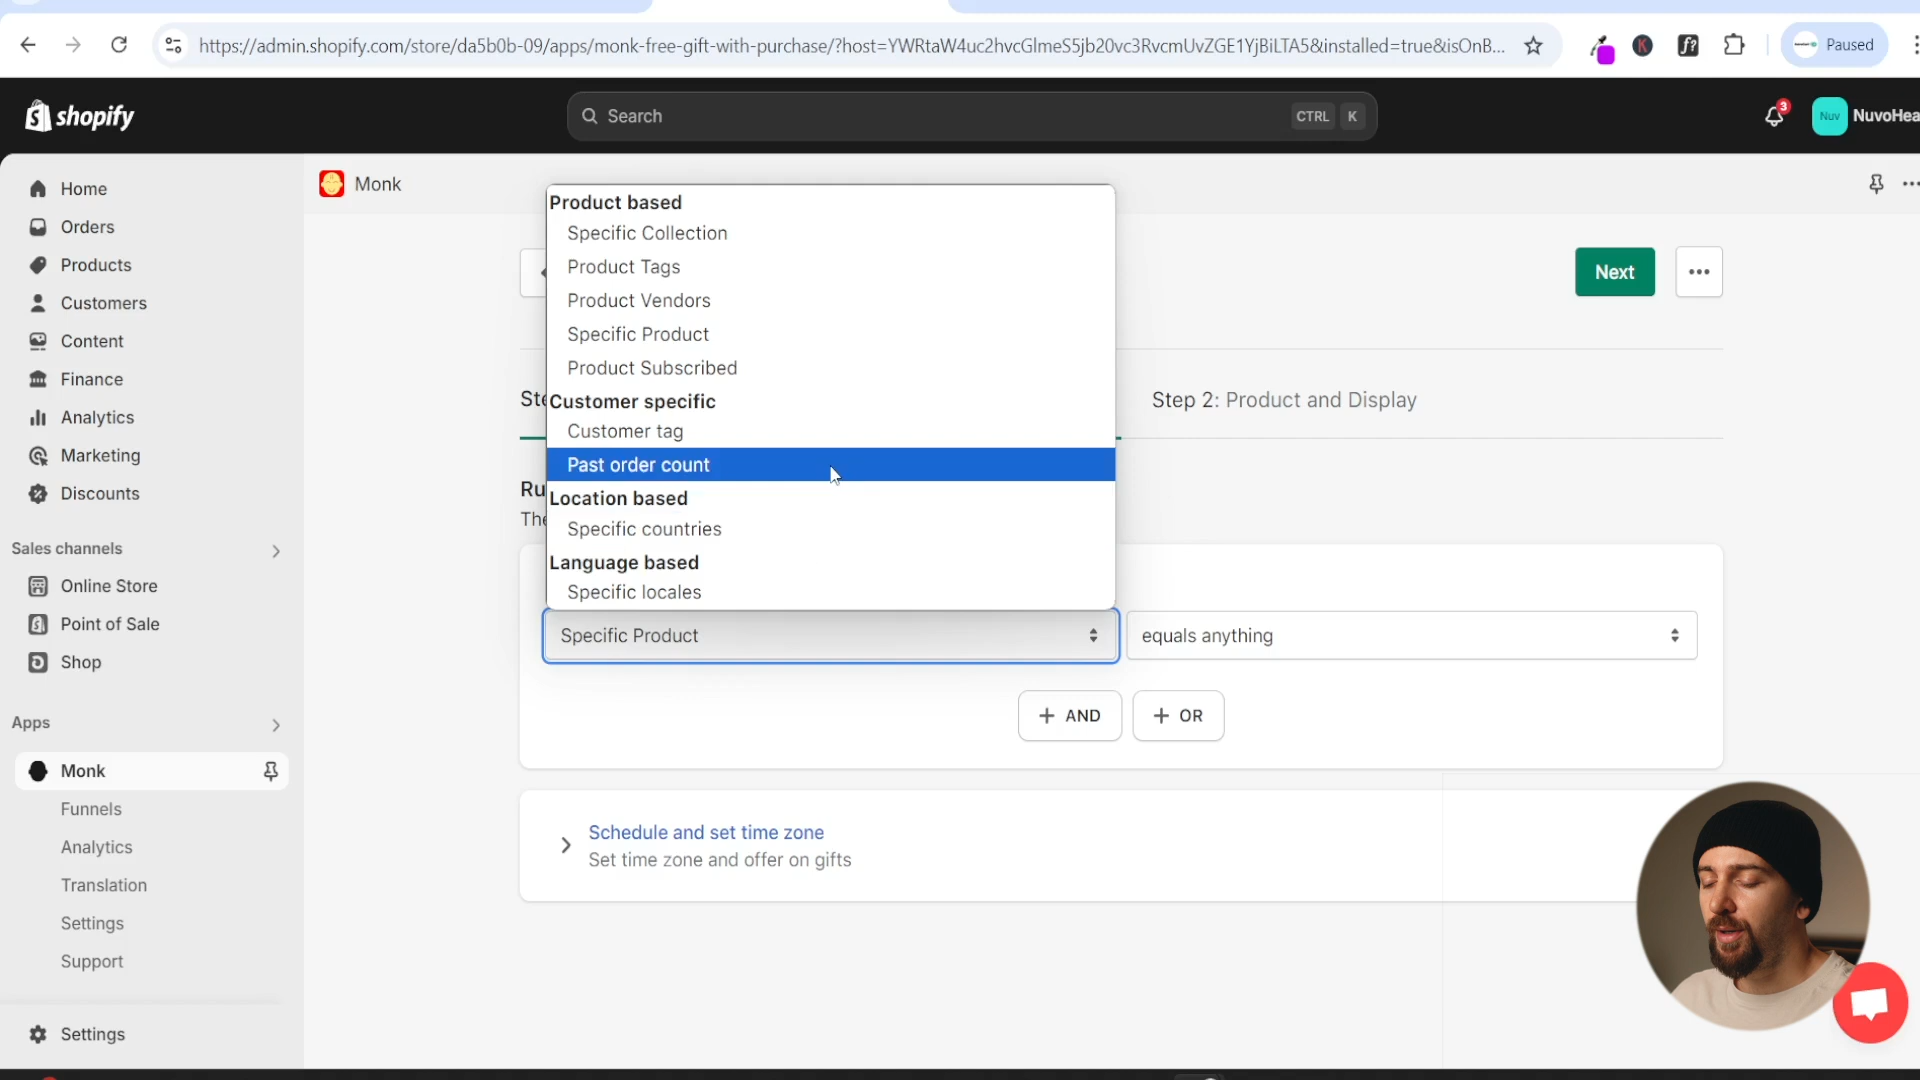 https://admin.shopify.com/store/da5b0b-09/apps/monk-free-gift-with-purchase/?host=YWRtaW4uc2hvcGlmeS5jb20vc3RvcmUvZGE1YjBiLTA5&installed=true&isOnB...
Paused
shopify
Search
CTRL K
3
Nuv
NuvoHea
Home
Orders
Products
Customers
Content
Finance
Analytics
Marketing
Discounts
Sales channels
Online Store
Point of Sale
Shop
Apps
Monk
Funnels
Analytics
Translation
Settings
Support
Settings
Monk
Next
Ste
Step 2: Product and Display
Ru
The
Product based
Specific Collection
Product Tags
Product Vendors
Specific Product
Product Subscribed
Customer specific
Customer tag
Past order count
Location based
Specific countries
Language based
Specific locales
Specific Product
equals anything
+ AND
+ OR
Schedule and set time zone
Set time zone and offer on gifts